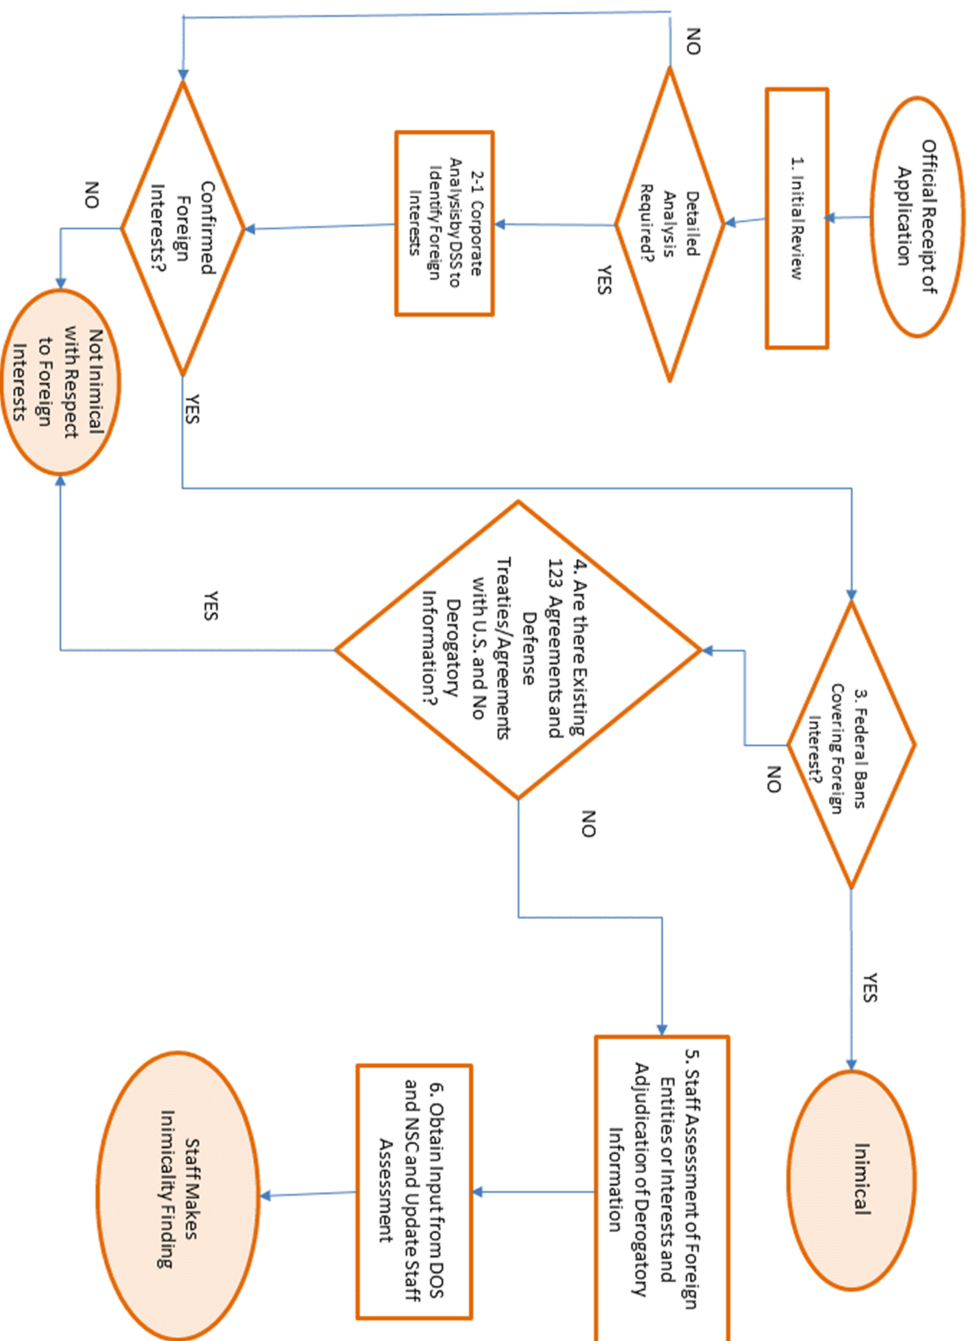 Official Receipt of
Application
1. Initial Review
NO
Detailed
Analysis
Required?
YES
2-1 Corporate
Analysisby DSS to
Identify Foreign
Interests
Confirmed
Foreign
Interests?
NO
YES
Not Inimical
with Respect
to Foreign
Interests
3. Federal Bans
Covering Foreign
Interest?
NO
YES
Inimical
4. Are there Existing
123 Agreements and
Defense
Treaties/Agreements
with U.S. and No
Derogatory
Information?
YES
NO
5. Staff Assessment of Foreign
Entities or Interests and
Adjudication of Derogatory
Information
6. Obtain Input from DOS
and NSC and Update Staff
Assessment
Staff Makes
Inimicality Finding